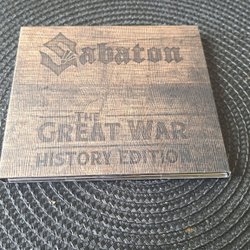 Sabaton
THE
GREAT WAR
HISTORY EDITION